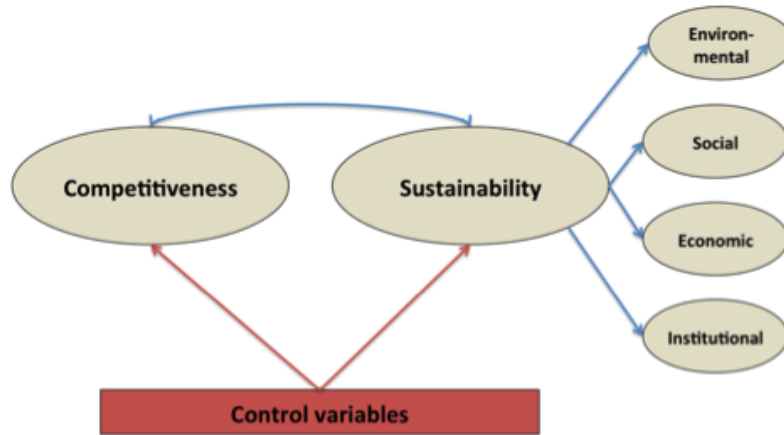 Environ-
mental
Social
Competitiveness
Sustainability
Economic
Institutional
Control variables